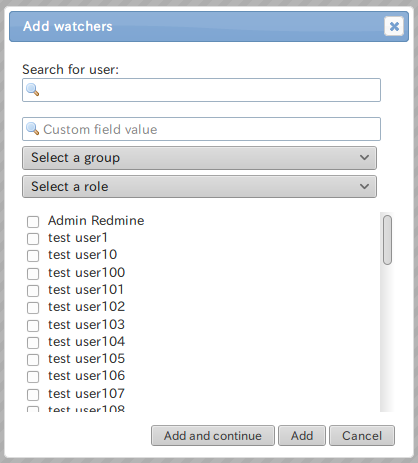 Add watchers
Search for user:
Custom field value
Select a group
Select a role
Admin Redmine
test user1
test user10
test user100
test user101
test user102
test user103
test user104
test user105
test user106
test user107
test user108
Add and continue
Add
Cancel